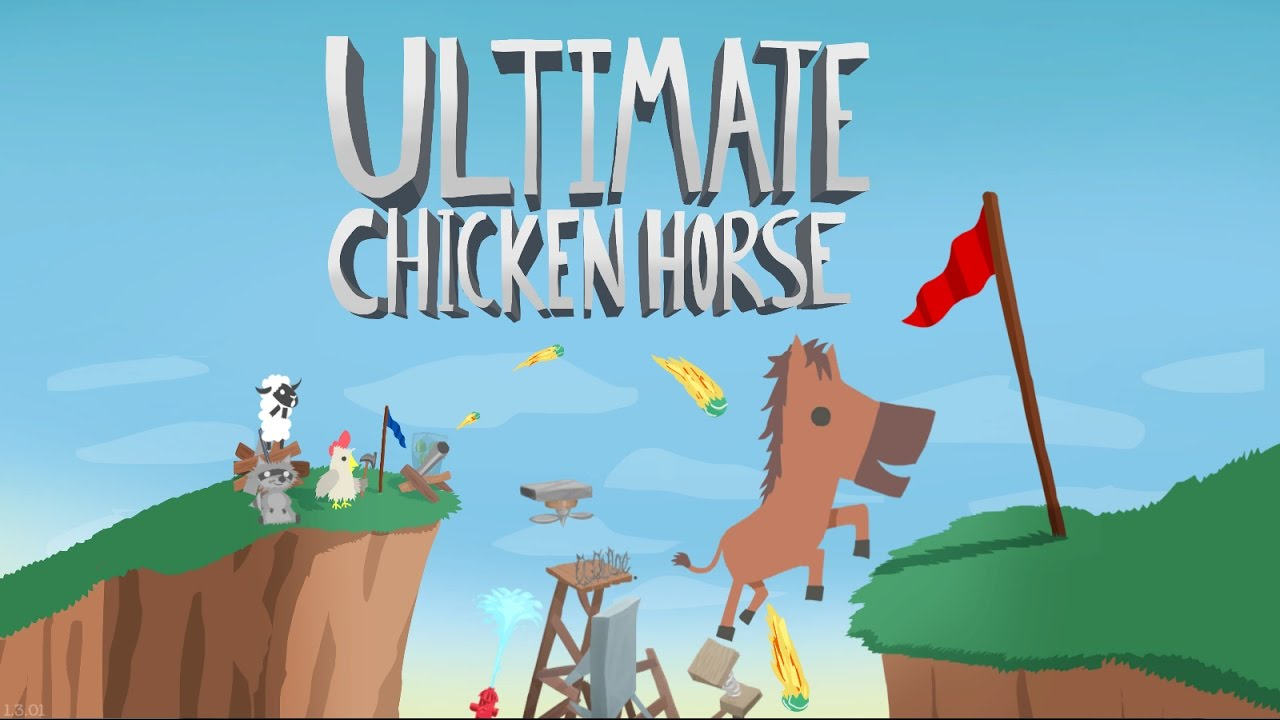 ULTIMATE
CHICKEN HORSE
1.3.01